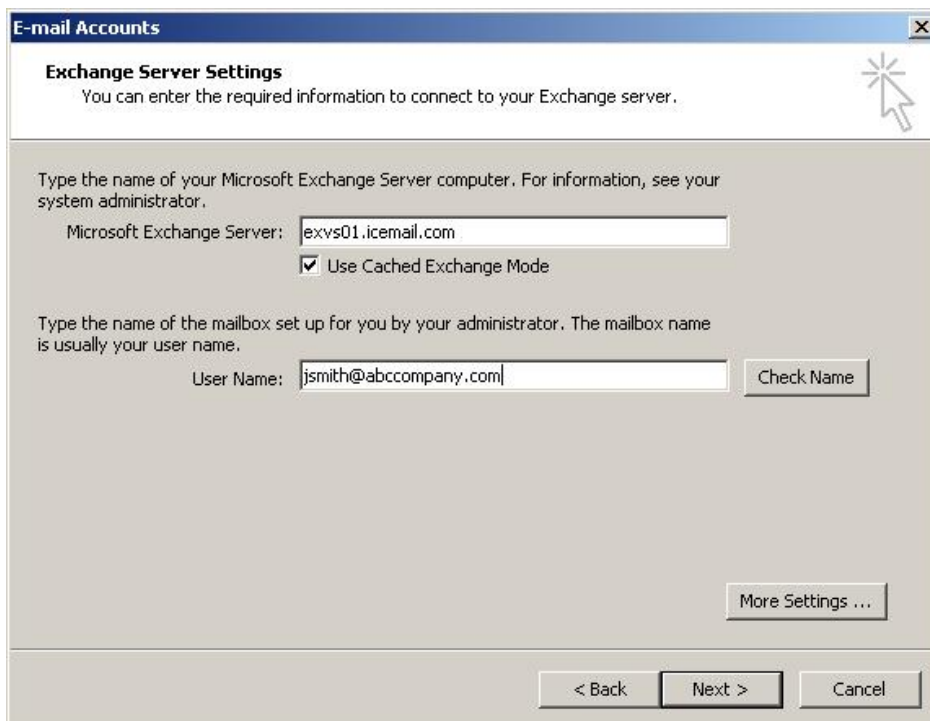 E-mail Accounts
Exchange Server Settings
You can enter the required information to connect to your Exchange server.
Type the name of your Microsoft Exchange Server computer. For information, see your
system administrator.
Microsoft Exchange Server: exvs01.icemail.com
Use Cached Exchange Mode
Type the name of the mailbox set up for you by your administrator. The mailbox name
is usually your user name.
User Name: jsmith@abccompany.com Check Name
More Settings ...
< Back Next > Cancel